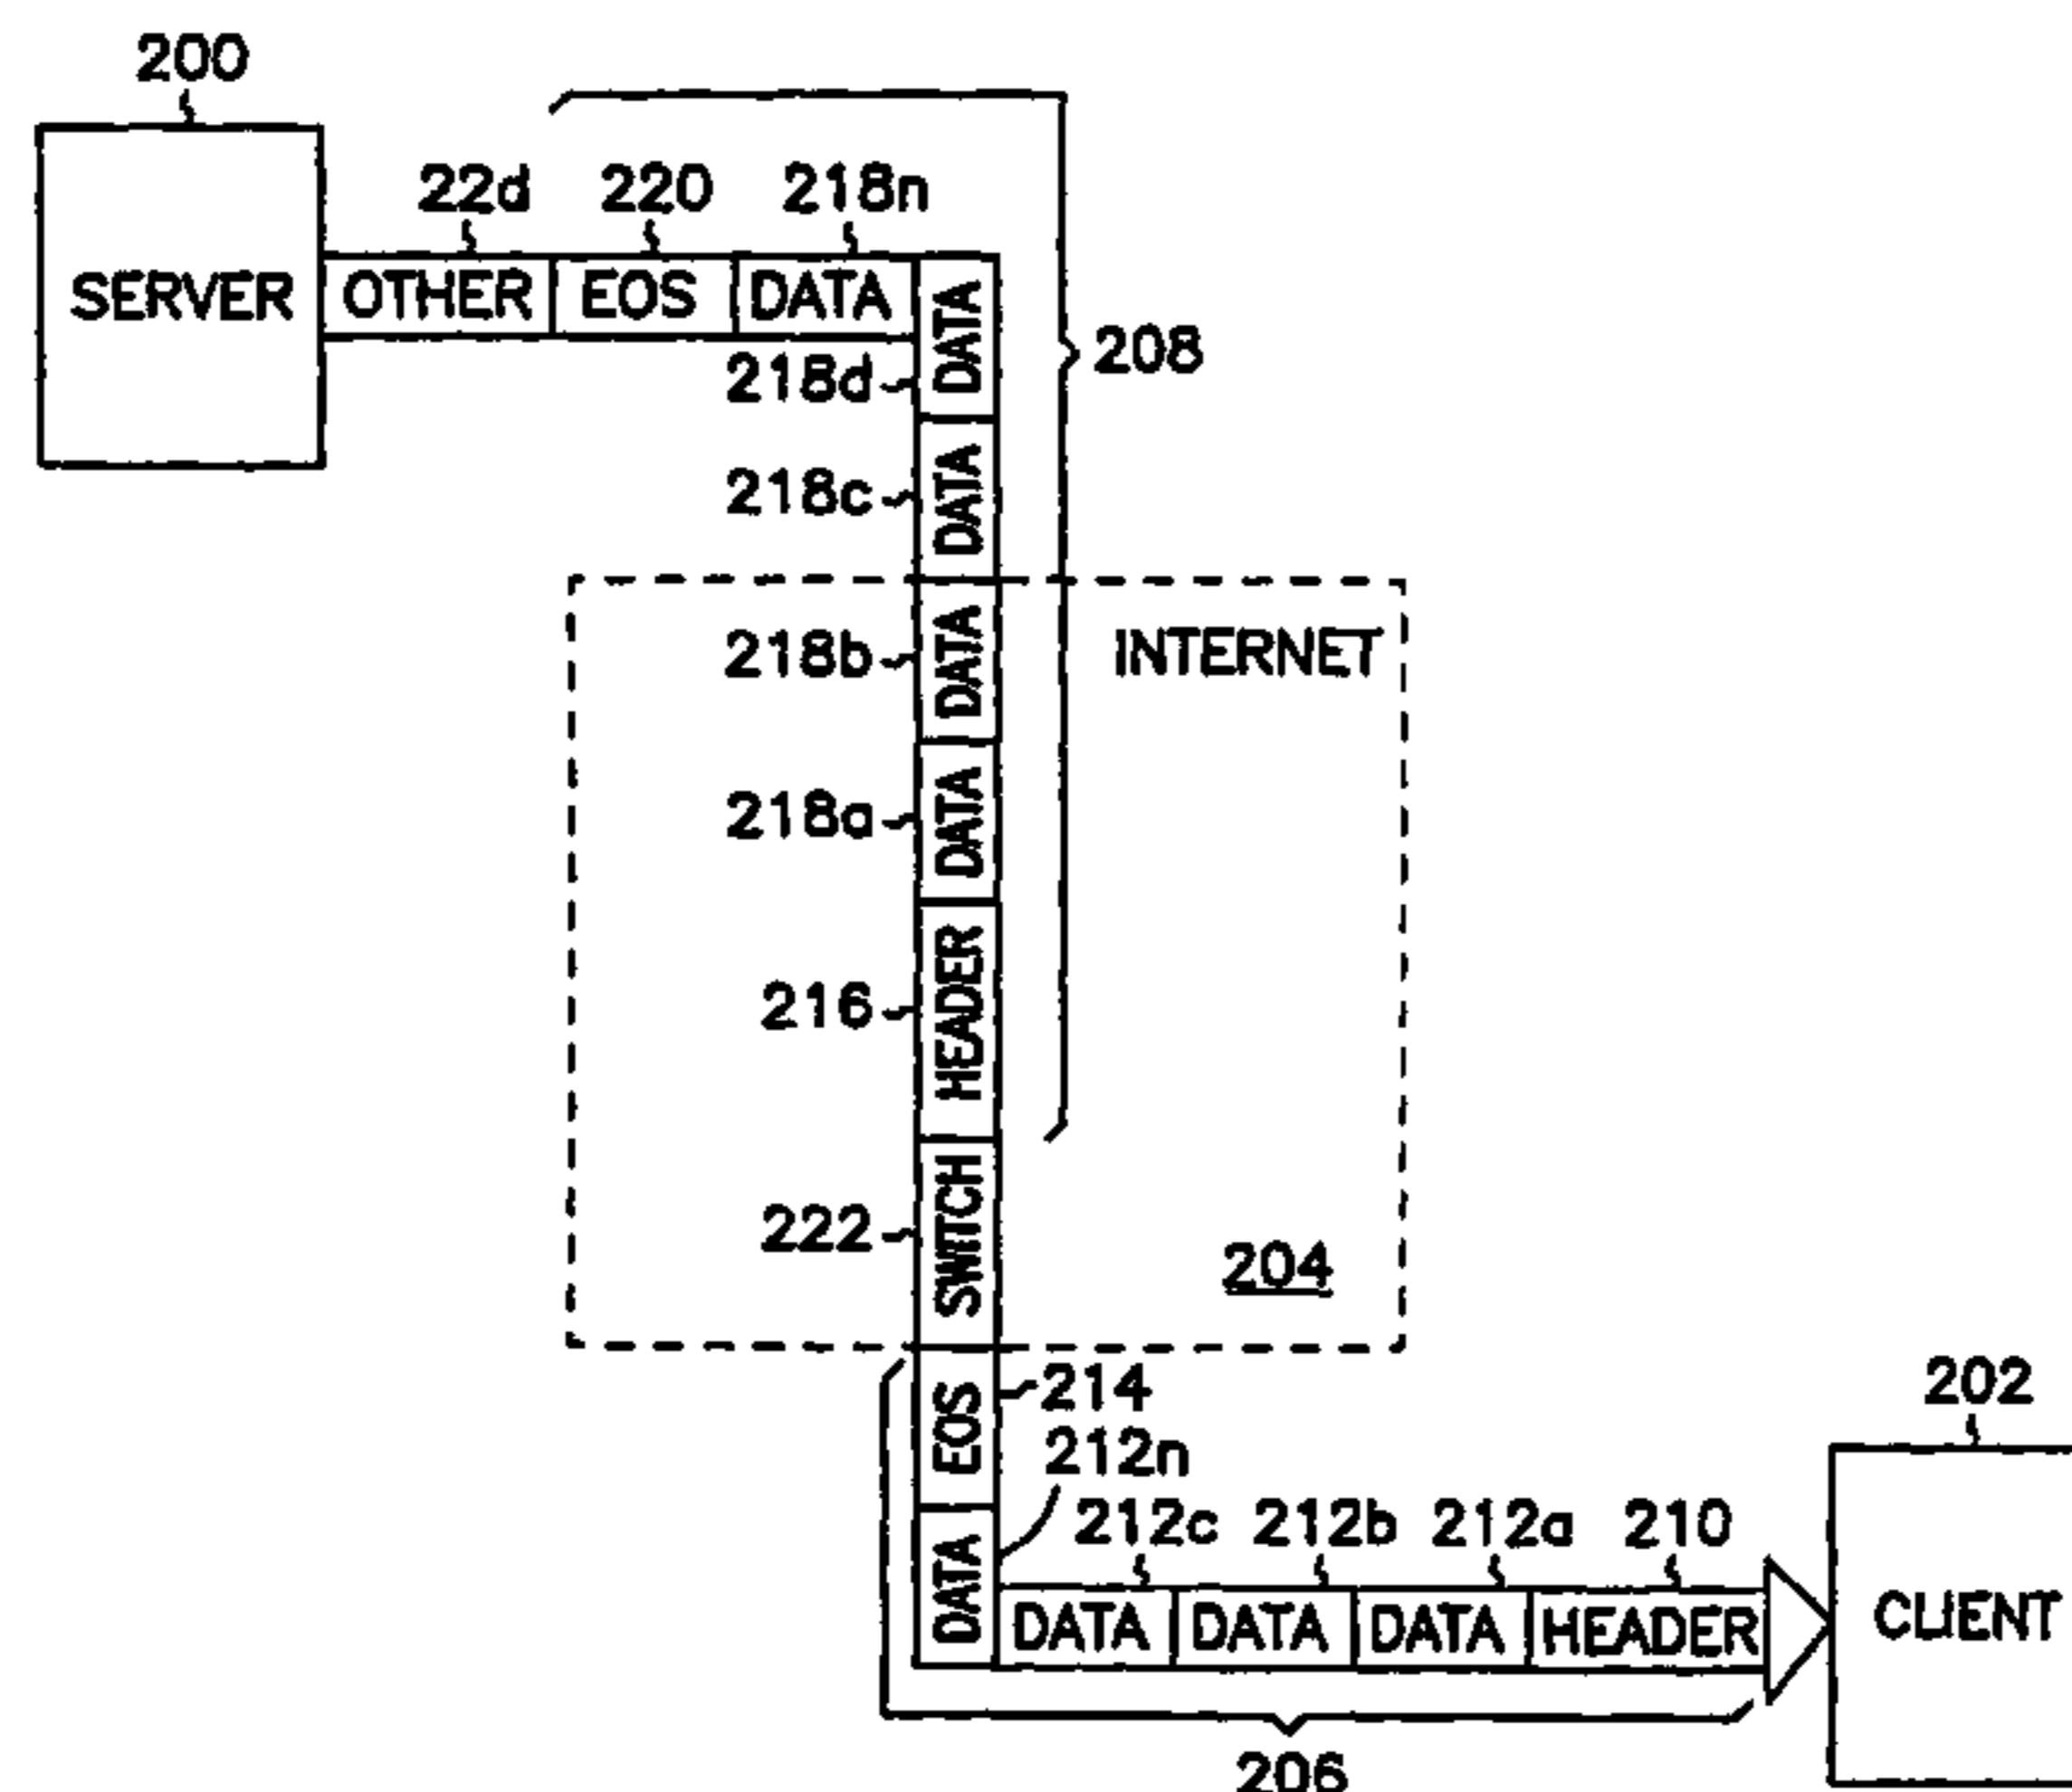 200
22d 220 218n
SERVER OTHER EOS DATA
DATA
218d
208
218c DATA
218b DATA
INTERNET
218a DATA
216 HEADER
222 SWITCH
204
EOS 214
202
212n
DATA
212c 212b 212a 210
DATA DATA DATA HEADER
CLIENT
206